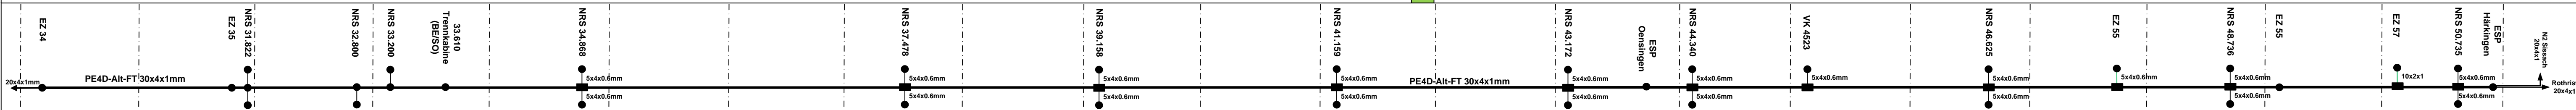 EZ 34
EZ 35
NRS 31.822
NRS 32.800
NRS 33.200
33.610
Trennkabine
(BE/SO)
NRS 34.868
NRS 37.478
NRS 39.158
NRS 41.159
NRS 43.172
ESP
Oensingen
NRS 44.340
VK 4523
NRS 46.625
EZ 55
NRS 48.736
EZ 55
EZ 57
NRS 50.735
ESP
Härkingen
N2 Sissach
20x4x1
20x4x1mm
PE4D-Alt-FT 30x4x1mm
5x4x0.6mm
5x4x0.6mm
5x4x0.6mm
5x4x0.6mm
5x4x0.6mm
5x4x0.6mm
5x4x0.6mm
5x4x0.6mm
PE4D-Alt-FT 30x4x1mm
5x4x0.6mm
5x4x0.6mm
5x4x0.6mm
5x4x0.6mm
5x4x0.6mm
5x4x0.6mm
5x4x0.6mm
5x4x0.6mm
5x4x0.6mm
5x4x0.6mm
10x2x1
5x4x0.6mm
5x4x0.6mm